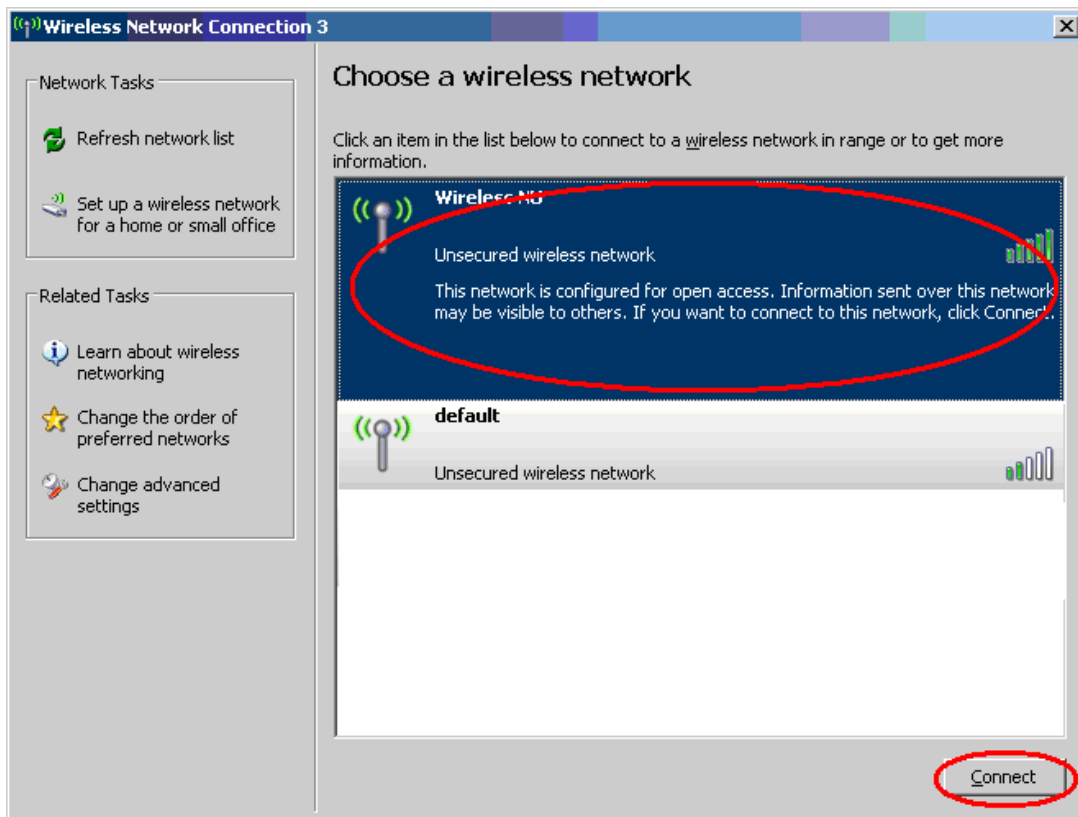 Wireless Network Connection 3
Network Tasks
Refresh network list
Set up a wireless network
for a home or small office
Related Tasks
Learn about wireless
networking
Change the order of
preferred networks
Change advanced
settings
Choose a wireless network
Click an item in the list below to connect to a wireless network in range or to get more
information.
Wireless NU
Unsecured wireless network
This network is configured for open access. Information sent over this network
may be visible to others. If you want to connect to this network, click Connect.
default
Unsecured wireless network
Connect